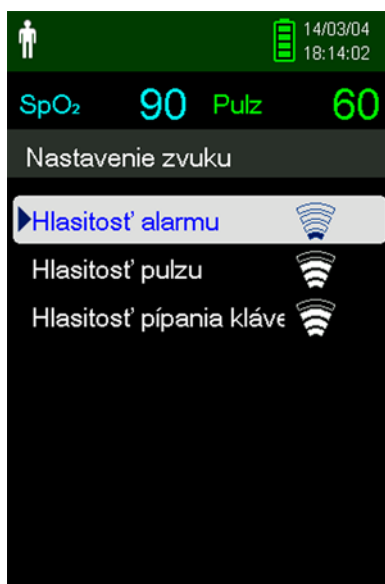 14/03/04
18:14:02
SpO₂ 90 Pulz 60
Nastavenie zvuku
Hlasitosť alarmu
Hlasitosť pulzu
Hlasitosť pípania kláve